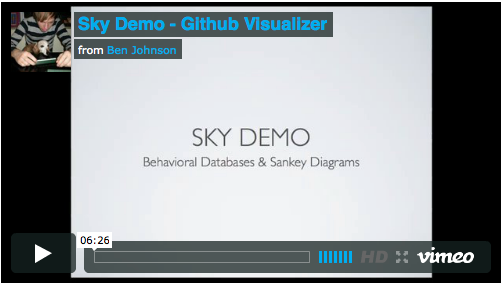 Sky Demo - Github Visualizer
from Ben Johnson
SKY DEMO
Behavioral Databases & Sankey Diagrams
06:26
HD
vimeo